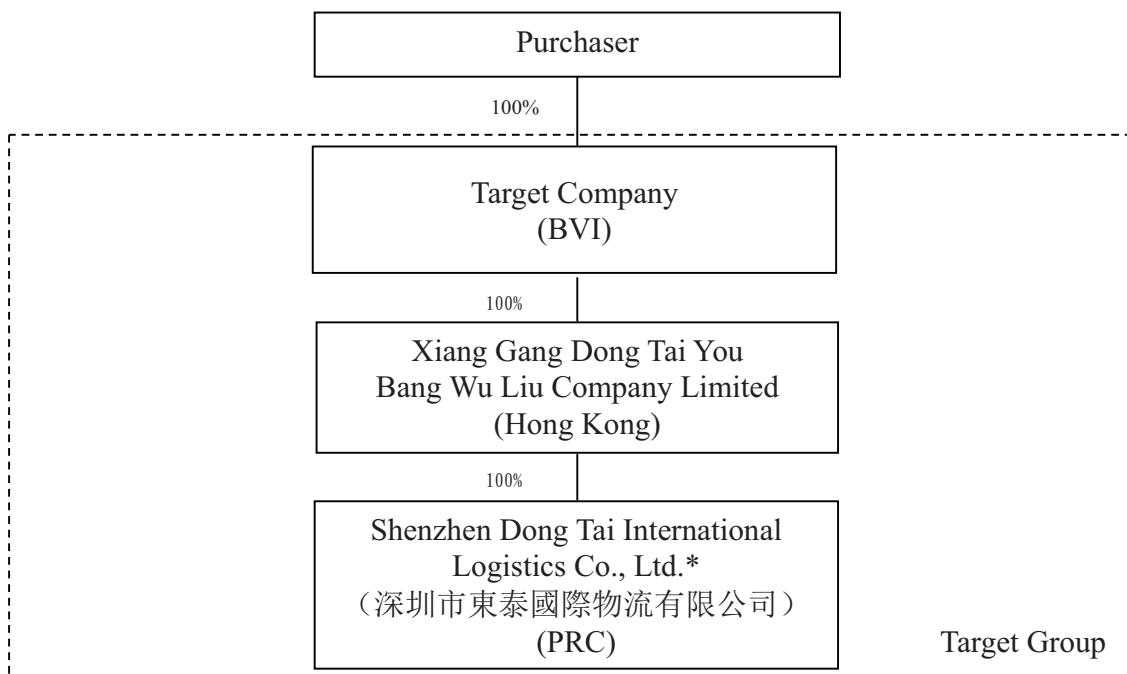 Purchaser
100%
Target Company
(BVI)
100%
Xiang Gang Dong Tai You
Bang Wu Liu Company Limited
(Hong Kong)
100%
Shenzhen Dong Tai International
Logistics Co., Ltd.*
（深圳市東泰國際物流有限公司）
(PRC)
Target Group